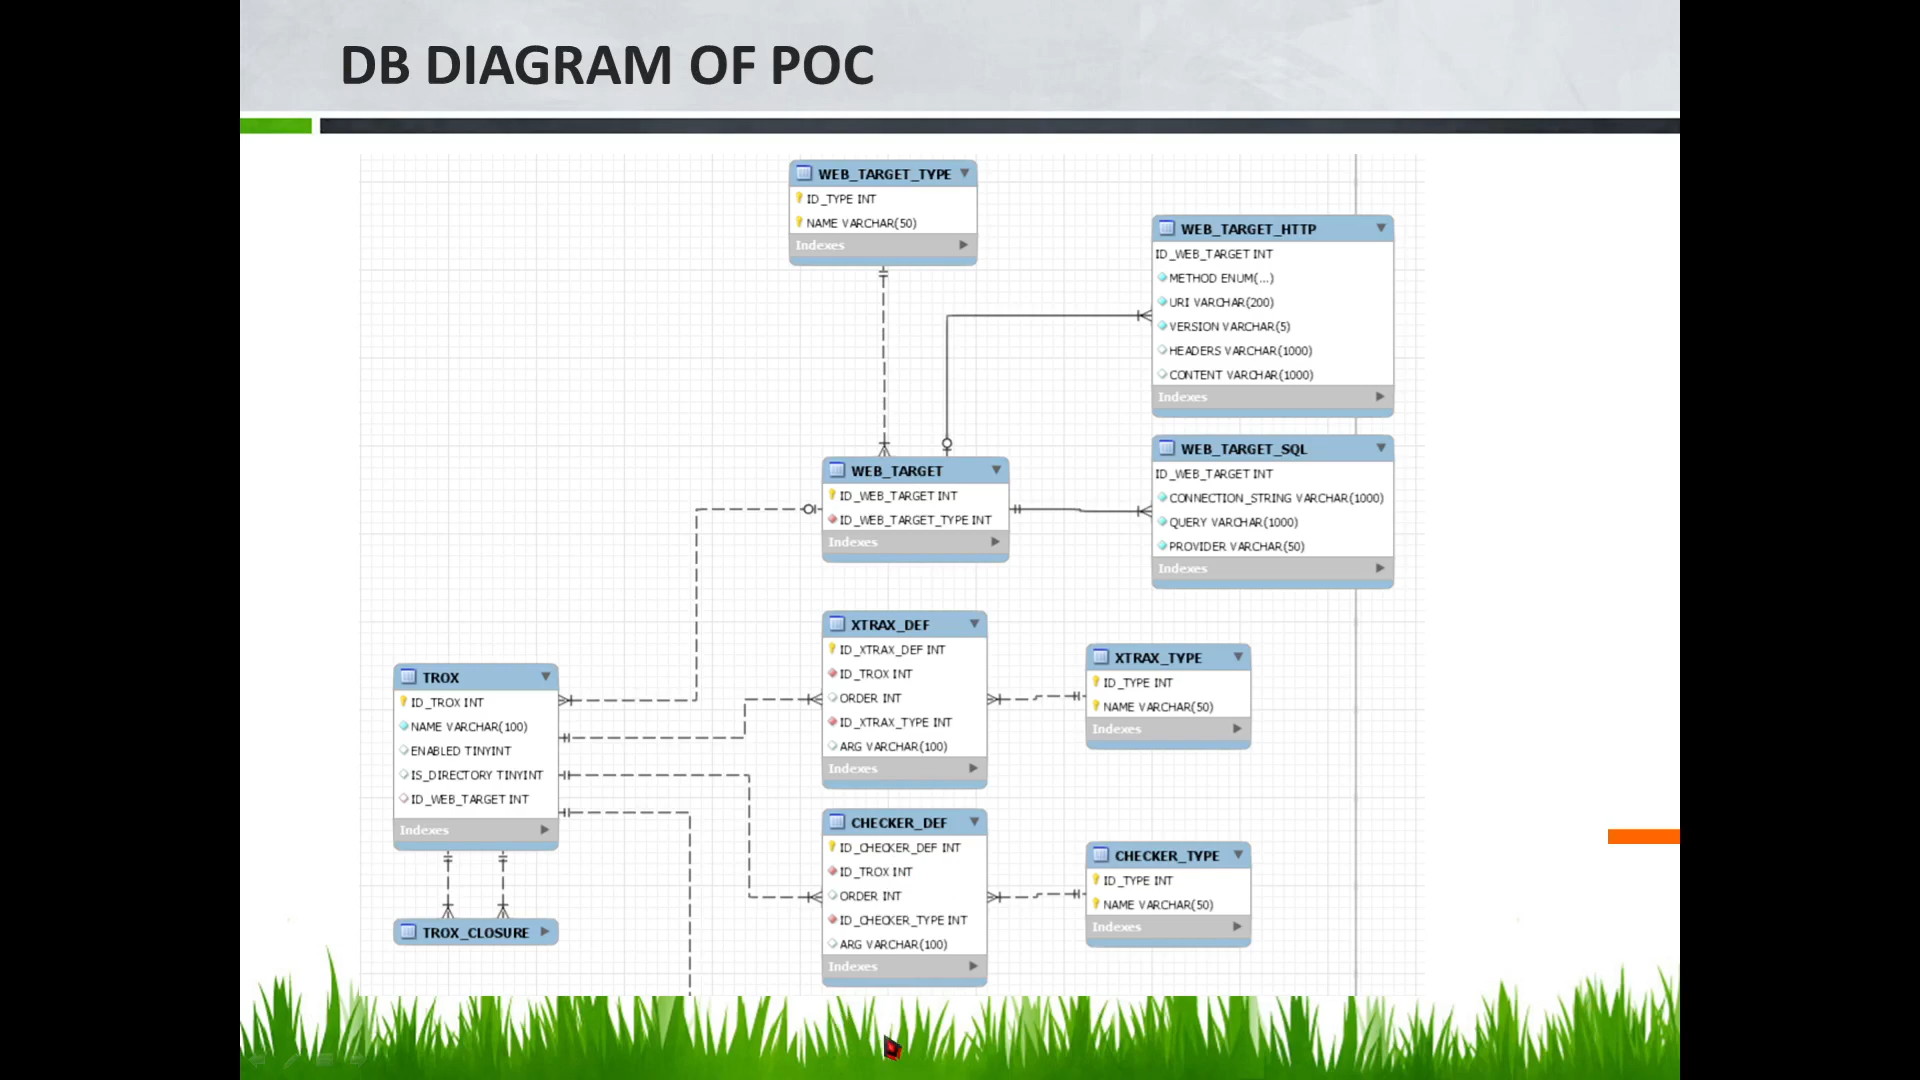 DB DIAGRAM OF POC
WEB_TARGET_TYPE
ID_TYPE INT
NAME VARCHAR(50)
Indexes
WEB_TARGET_HTTP
ID_WEB_TARGET INT
METHOD ENUM(...)
URI VARCHAR(200)
VERSION VARCHAR(5)
HEADERS VARCHAR(1000)
CONTENT VARCHAR(1000)
Indexes
WEB_TARGET
ID_WEB_TARGET INT
ID_WEB_TARGET_TYPE INT
Indexes
WEB_TARGET_SQL
ID_WEB_TARGET INT
CONNECTION_STRING VARCHAR(1000)
QUERY VARCHAR(1000)
PROVIDER VARCHAR(50)
Indexes
TROX
ID_TROX INT
NAME VARCHAR(100)
ENABLED TINYINT
IS_DIRECTORY TINYINT
ID_WEB_TARGET INT
Indexes
TROX_CLOSURE
XTRAX_DEF
ID_XTRAX_DEF INT
ID_TROX INT
ORDER INT
ID_XTRAX_TYPE INT
ARG VARCHAR(100)
Indexes
XTRAX_TYPE
ID_TYPE INT
NAME VARCHAR(50)
Indexes
CHECKER_DEF
ID_CHECKER_DEF INT
ID_TROX INT
ORDER INT
ID_CHECKER_TYPE INT
ARG VARCHAR(100)
Indexes
CHECKER_TYPE
ID_TYPE INT
NAME VARCHAR(50)
Indexes